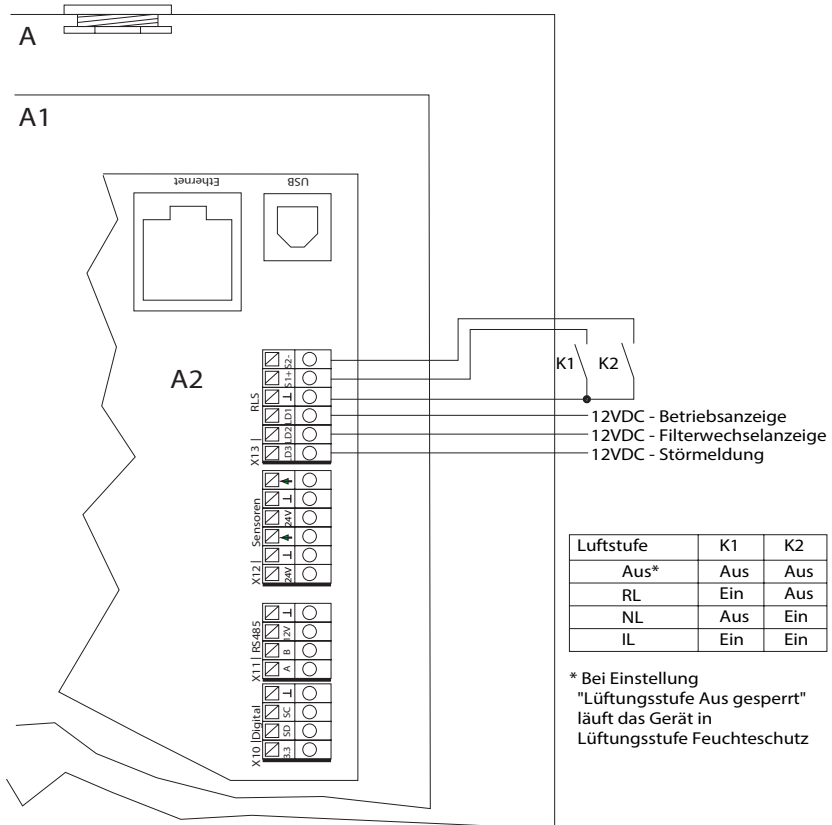 A
A1
Ethernet
USB
A2
RLS
X13 |
S2-
S1+
⊥
LD1
LD2
LD3
K1
K2
12VDC - Betriebsanzeige
12VDC - Filterwechselanzeige
12VDC - Störmeldung
Sensoren
X12 |
⊥
24V
⊥
24V
X11 | RS485
⊥
12V
B
A
X10 | Digital
⊥
SC
SD
3.3
Luftstufe K1 K2
Aus* Aus Aus
RL Ein Aus
NL Aus Ein
IL Ein Ein
* Bei Einstellung
"Lüftungsstufe Aus gesperrt"
läuft das Gerät in
Lüftungsstufe Feuchteschutz